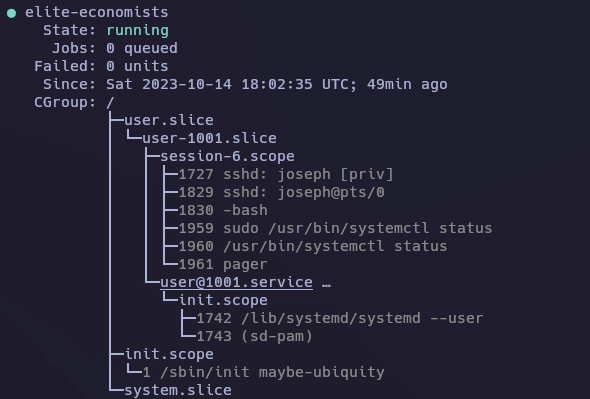 ● elite-economists
    State: running
     Jobs: 0 queued
   Failed: 0 units
    Since: Sat 2023-10-14 18:02:35 UTC; 49min ago
   CGroup: /
           ├─user.slice
           │ └─user-1001.slice
           │   ├─session-6.scope
           │   │ ├─1727 sshd: joseph [priv]
           │   │ ├─1829 sshd: joseph@pts/0
           │   │ ├─1830 -bash
           │   │ ├─1959 sudo /usr/bin/systemctl status
           │   │ ├─1960 /usr/bin/systemctl status
           │   │ └─1961 pager
           │   └─user@1001.service …
           │     └─init.scope
           │       ├─1742 /lib/systemd/systemd --user
           │       └─1743 (sd-pam)
           ├─init.scope
           │ └─1 /sbin/init maybe-ubiquity
           └─system.slice